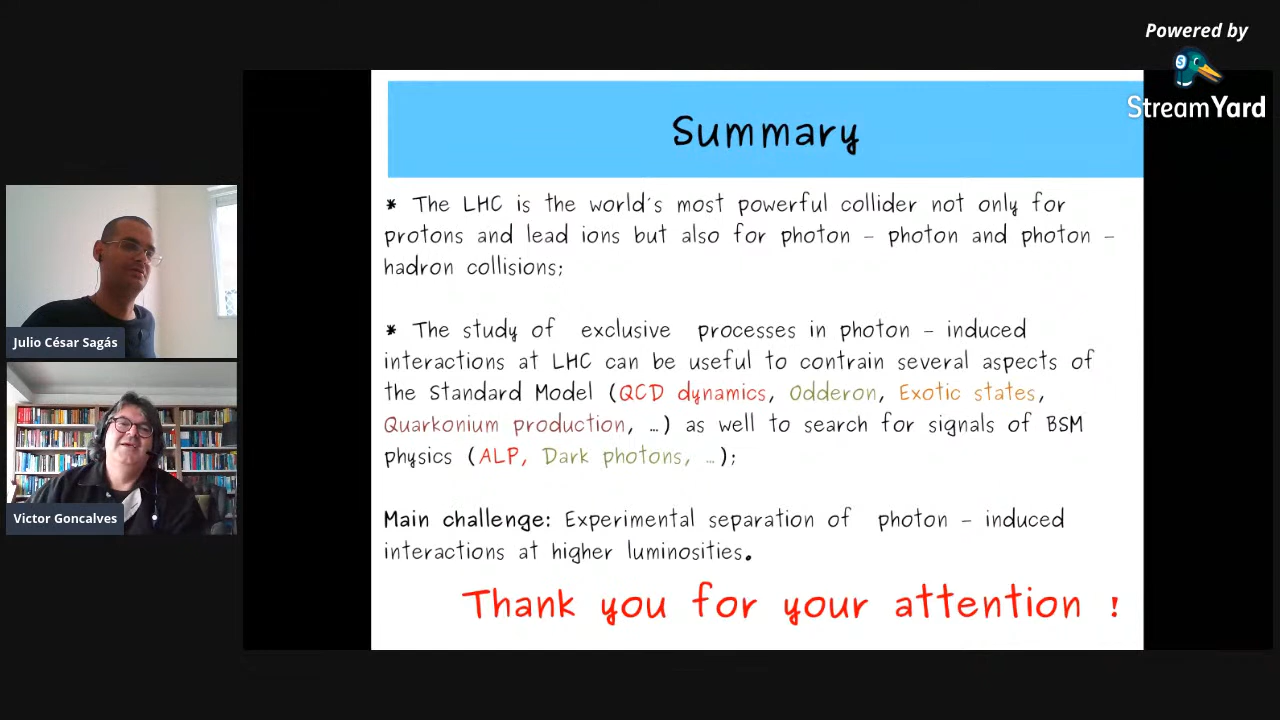 Powered by
StreamYard
Summary
* The LHC is the world´s most powerful collider not only for
protons and lead ions but also for photon – photon and photon –
hadron collisions;
* The study of exclusive processes in photon – induced
interactions at LHC can be useful to contrain several aspects of
the Standard Model (QCD dynamics, Odderon, Exotic states,
Quarkonium production, …) as well to search for signals of BSM
physics (ALP, Dark photons, …);
Main challenge: Experimental separation of photon – induced
interactions at higher luminosities.
Thank you for your attention !
Julio César Sagás
Victor Goncalves